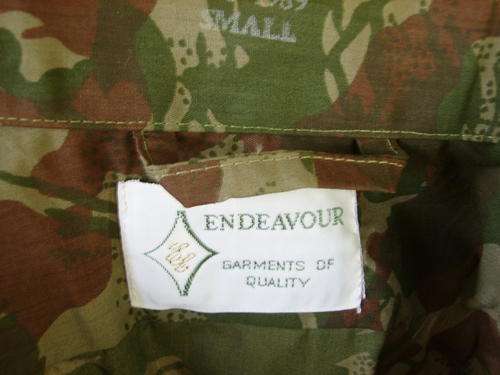 SMALL
ENDEAVOUR
GARMENTS OF
QUALITY